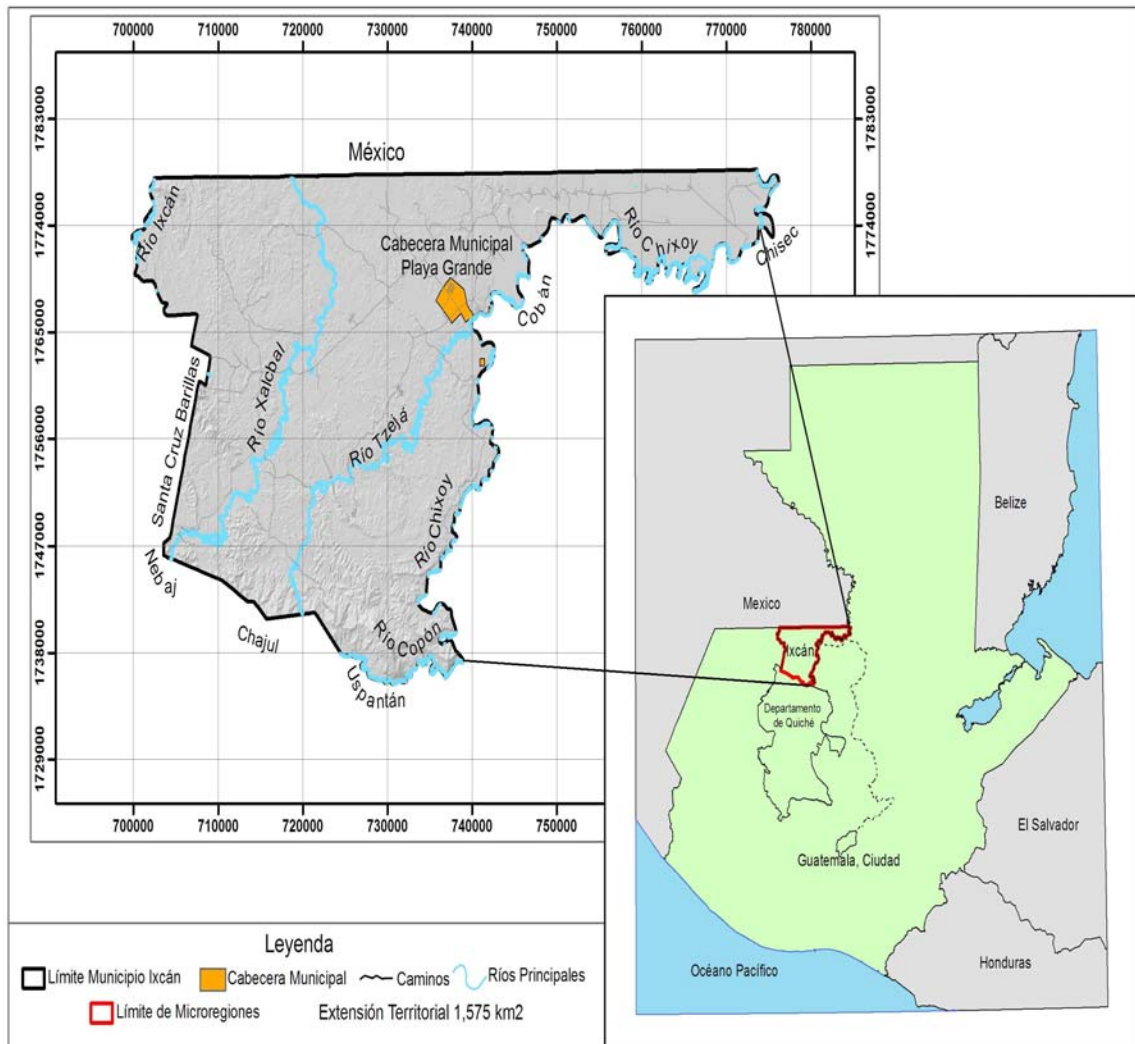 700000 710000 720000 730000 740000 750000 760000 770000 780000
1783000
1783000
México
Río Ixcán
1774000
Río Chixoy
1774000
Chisec
Cabecera Municipal
Playa Grande
Cobán
1765000
Santa Cruz Barillas
Río Xalcbal
Río Tzejá
1756000
Río Chixoy
1747000
Nebaj
Chajul
Río Copón
1738000
Uspantán
1729000
700000 710000 720000 730000 740000 750000
Belize
Mexico
Ixcán
Departamento
de Quiché
El Salvador
Guatemala, Ciudad
Océano Pacífico
Honduras
Leyenda
Límite Municipio Ixcán Cabecera Municipal Caminos Ríos Principales
Límite de Microregiones Extensión Territorial 1,575 km2